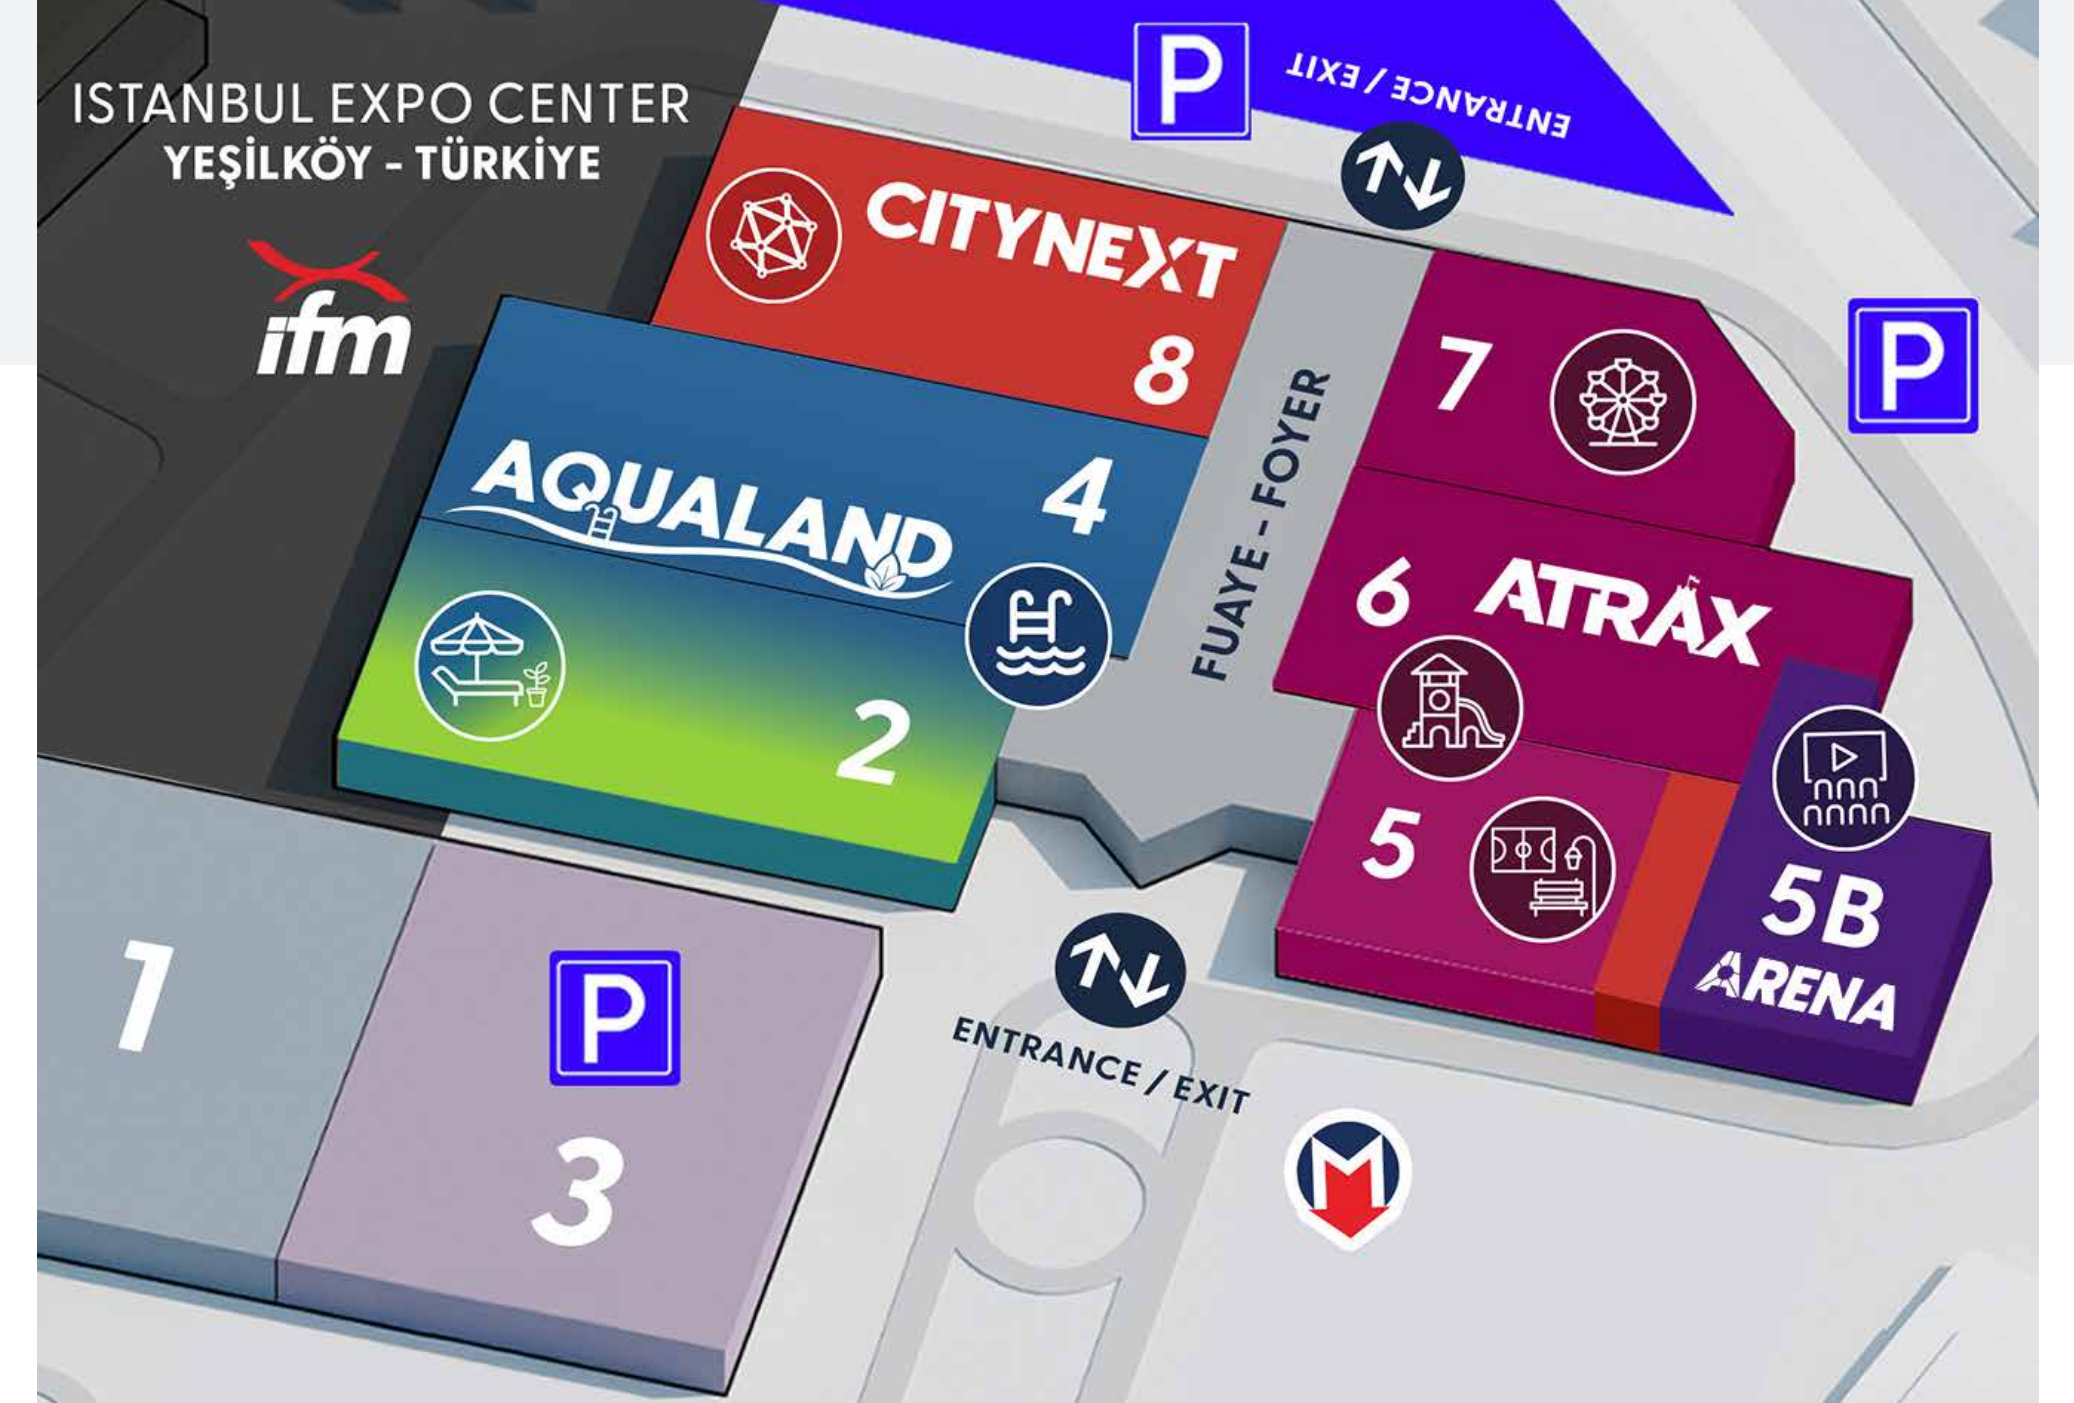 ISTANBUL EXPO CENTER
YEŞİLKÖY - TÜRKİYE
ifm
P
ENTRANCE / EXIT
CITYNEXT
8
7
P
AQUALAND
4
FUAYE - FOYER
6
ATRAX
2
5
5B
ARENA
1
P
3
ENTRANCE / EXIT
M